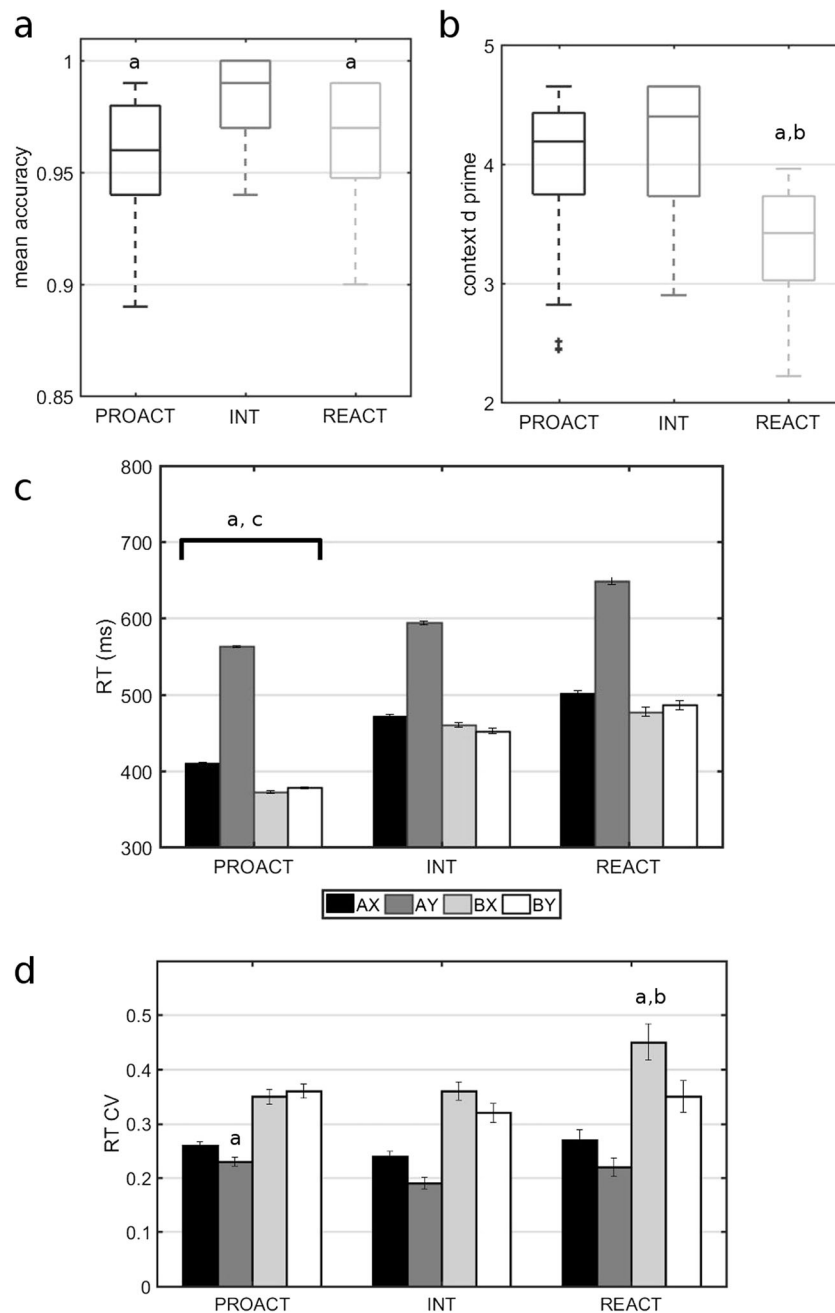 a
mean accuracy
1
0.95
0.9
0.85
a
a
PROACT
INT
REACT
b
context d prime
5
4
3
2
a,b
PROACT
INT
REACT
c
RT (ms)
800
700
600
500
400
300
a, c
PROACT
INT
REACT
AX AY BX BY
d
RT CV
0.5
0.4
0.3
0.2
0.1
0
a
a,b
PROACT
INT
REACT